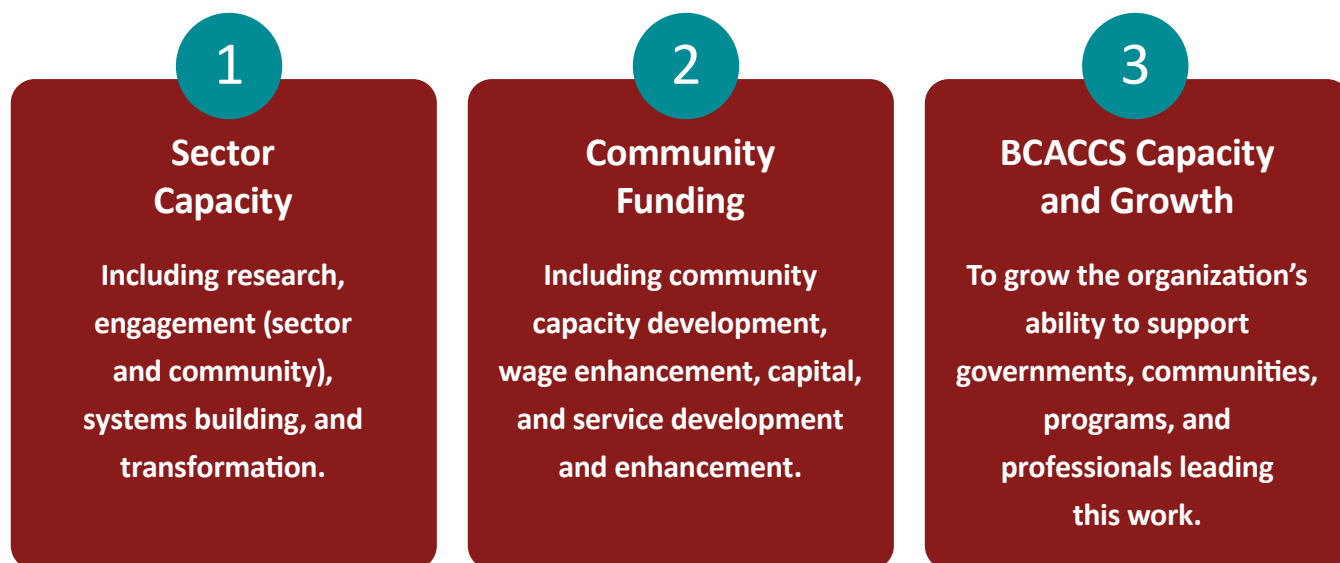 1
Sector
Capacity
Including research,
engagement (sector
and community),
systems building, and
transformation.
2
Community
Funding
Including community
capacity development,
wage enhancement, capital,
and service development
and enhancement.
3
BCACCS Capacity
and Growth
To grow the organization’s
ability to support
governments, communities,
programs, and
professionals leading
this work.